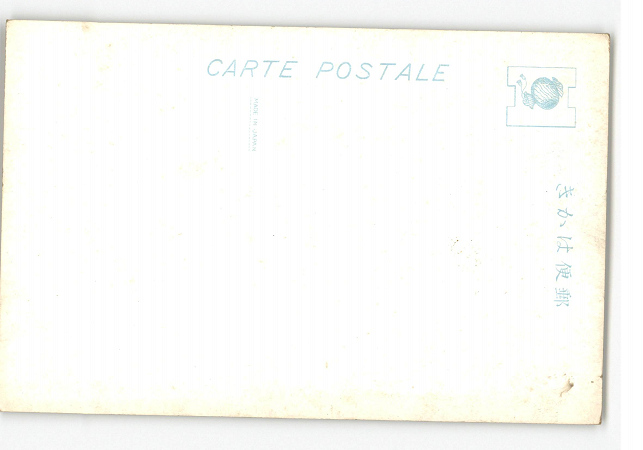 CARTE POSTALE
MADE IN JAPAN
きかは便郵